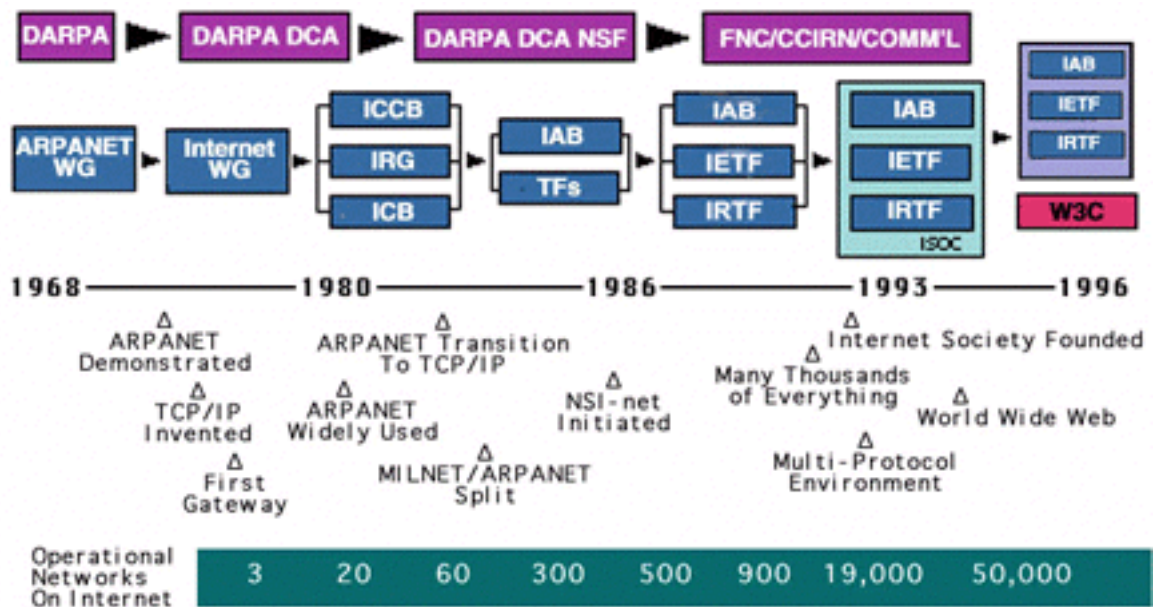 DARPA
DARPA DCA
DARPA DCA NSF
FNC/CCIRN/COMM'L
ARPANET
WG
Internet
WG
ICCB
IRG
ICB
IAB
TFs
IAB
IETF
IRTF
IAB
IETF
IRTF
ISOC
IAB
IETF
IRTF
W3C
1968
1980
1986
1993
1996
ARPANET
Demonstrated
TCP/IP
Invented
First
Gateway
ARPANET Transition
To TCP/IP
ARPANET
Widely Used
MILNET/ARPANET
Split
NSI-net
Initiated
Internet Society Founded
Many Thousands
of Everything
World Wide Web
Multi-Protocol
Environment
Operational
Networks
On Internet
3 20 60 300 500 900 19,000 50,000